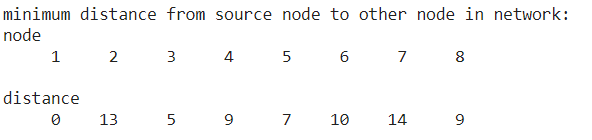 minimum distance from source node to other node in network:
node
1 2 3 4 5 6 7 8
distance
0 13 5 9 7 10 14 9